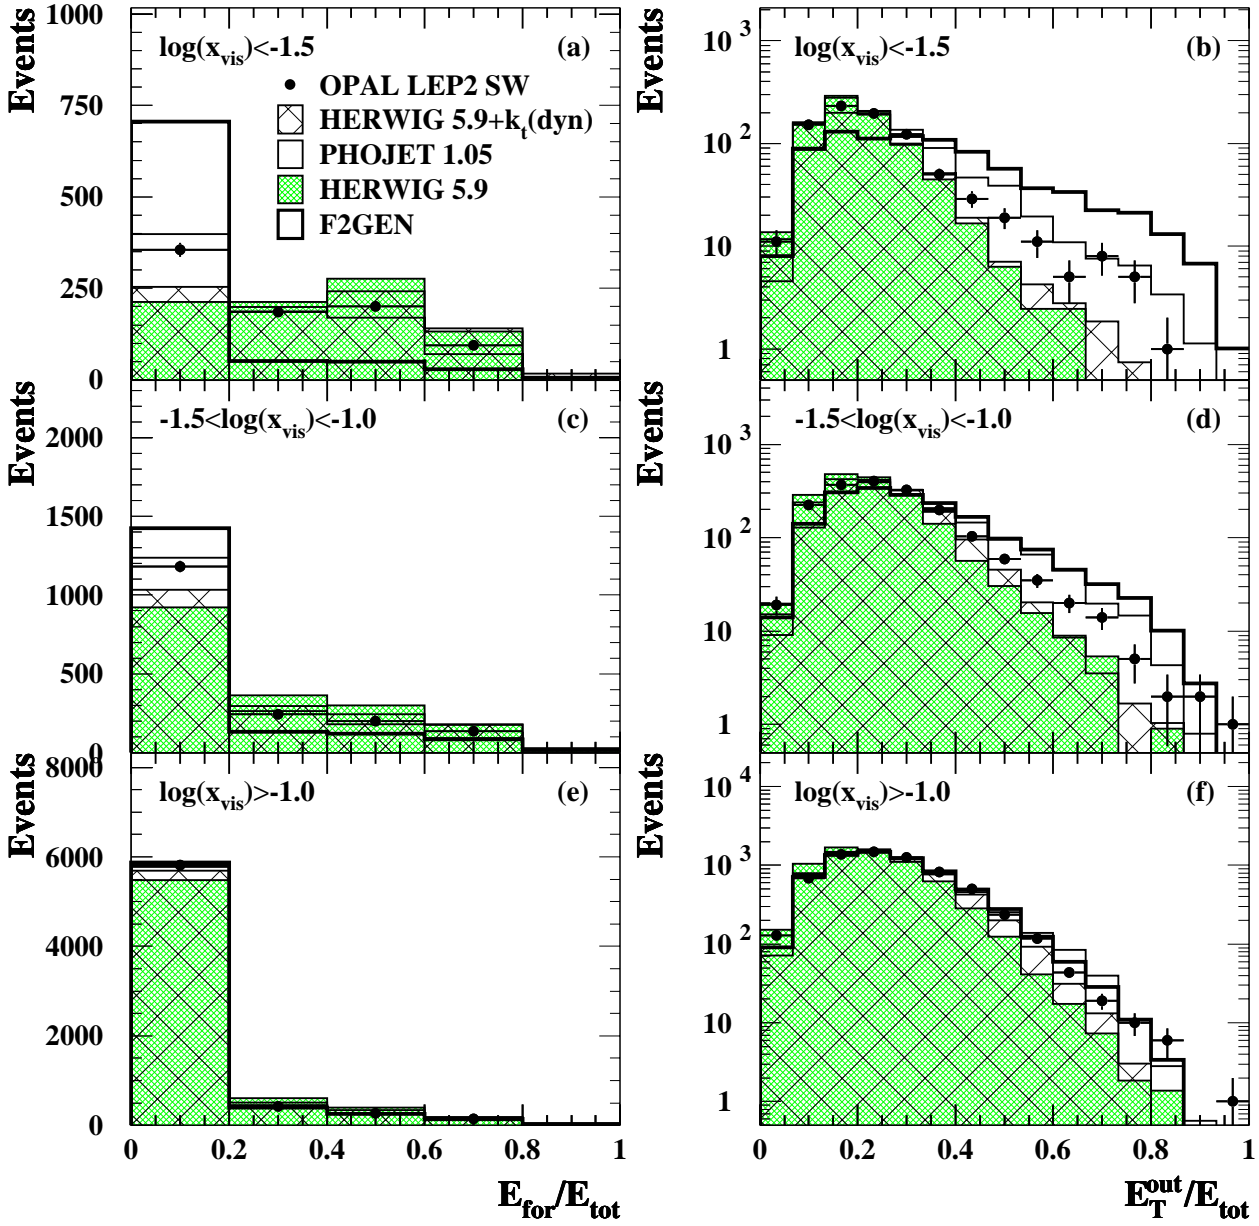 Events
1000
750
500
250
0
log(x_vis)<-1.5
(a)
OPAL LEP2 SW
HERWIG 5.9+k_t(dyn)
PHOJET 1.05
HERWIG 5.9
F2GEN
Events
10^3
10^2
10
1
log(x_vis)<-1.5
(b)
Events
2000
1500
1000
500
0
-1.5<log(x_vis)<-1.0
(c)
Events
10^3
10^2
10
1
-1.5<log(x_vis)<-1.0
(d)
Events
8000
6000
4000
2000
0
log(x_vis)>-1.0
(e)
0 0.2 0.4 0.6 0.8 1
E_for/E_tot
Events
10^4
10^3
10^2
10
1
log(x_vis)>-1.0
(f)
0 0.2 0.4 0.6 0.8 1
E_T^out/E_tot